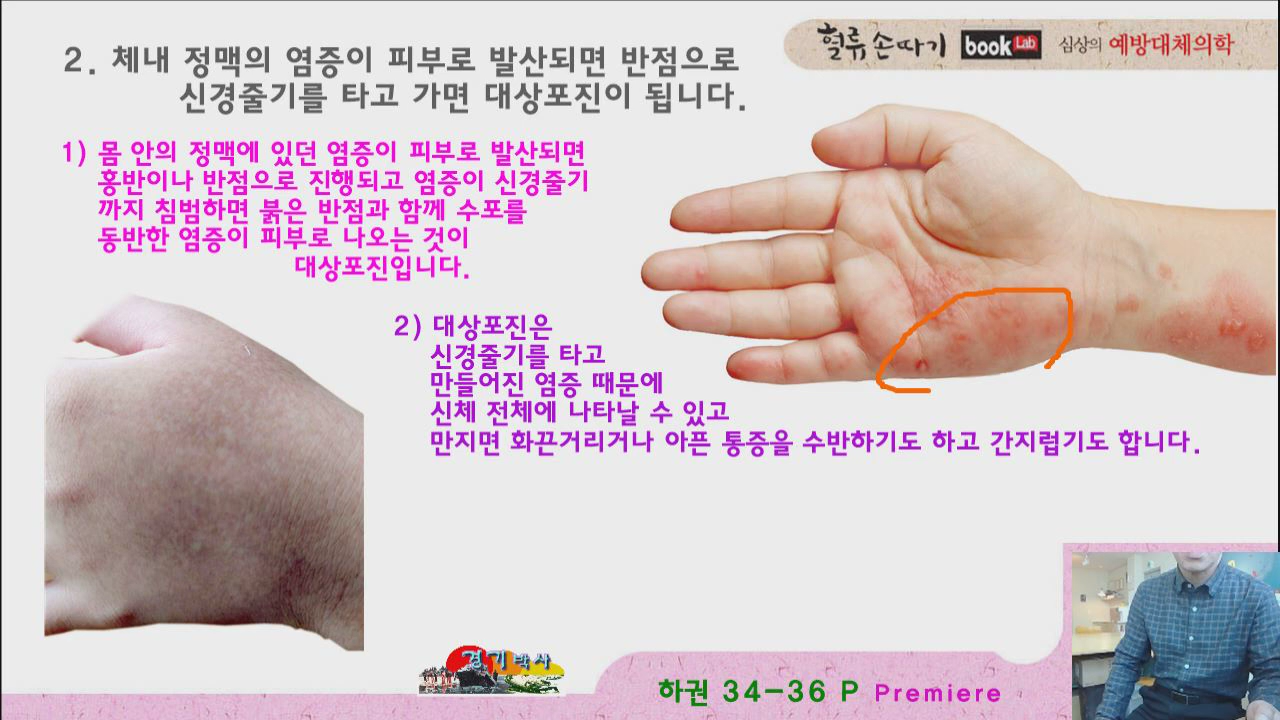 혈류 손따기 book Lab 심상의 예방대체의학
2. 체내 정맥의 염증이 피부로 발산되면 반점으로
신경줄기를 타고 가면 대상포진이 됩니다.
1) 몸 안의 정맥에 있던 염증이 피부로 발산되면
홍반이나 반점으로 진행되고 염증이 신경줄기
까지 침범하면 붉은 반점과 함께 수포를
동반한 염증이 피부로 나오는 것이
대상포진입니다.
2) 대상포진은
신경줄기를 타고
만들어진 염증 때문에
신체 전체에 나타날 수 있고
만지면 화끈거리거나 아픈 통증을 수반하기도 하고 간지럽기도 합니다.
경기박사
하권 34-36 P Premiere